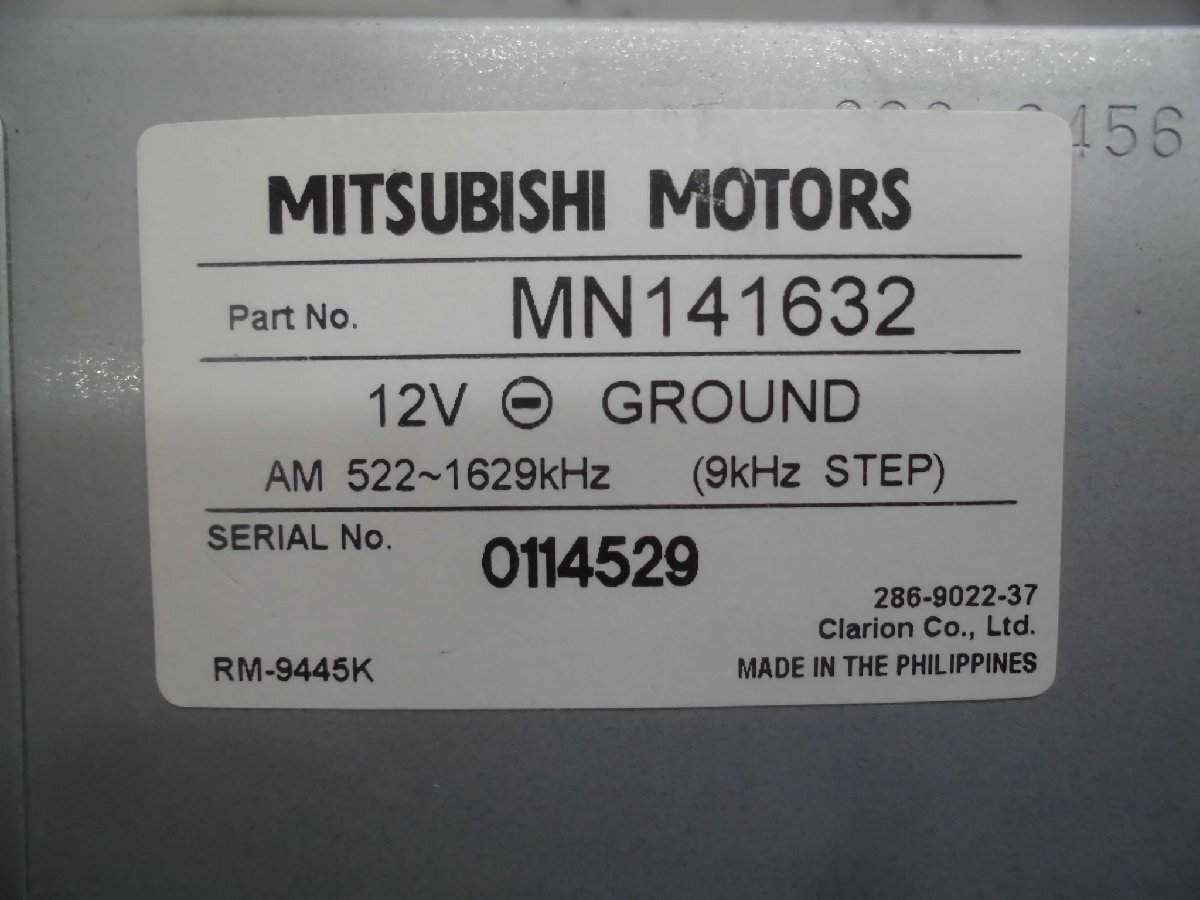 456
MITSUBISHI MOTORS
Part No. MN141632
12V ⊖ GROUND
AM 522~1629kHz (9kHz STEP)
SERIAL No. 0114529
286-9022-37
Clarion Co., Ltd.
RM-9445K MADE IN THE PHILIPPINES